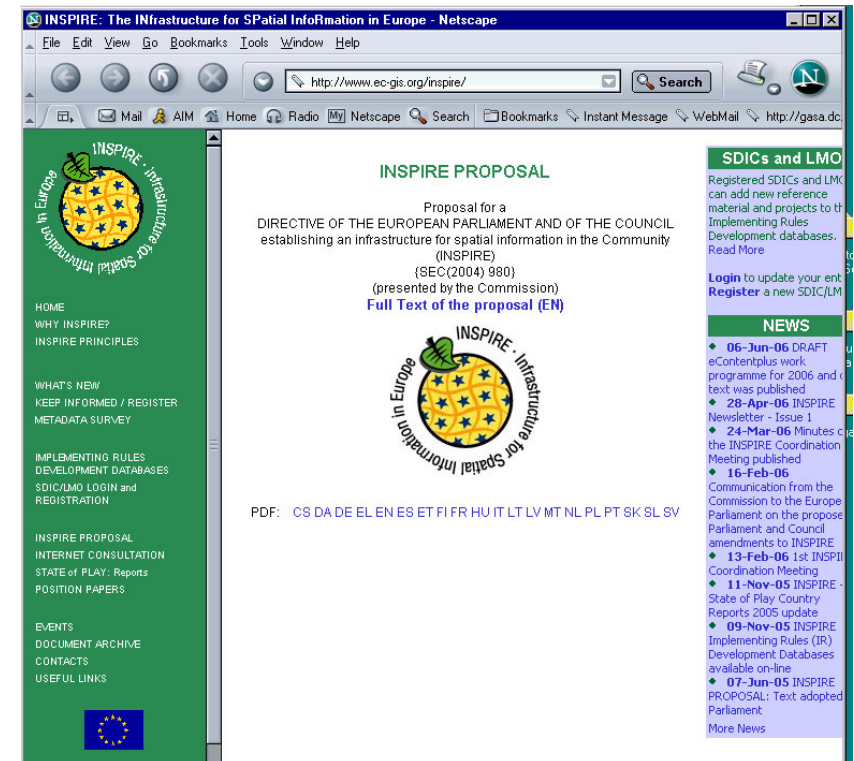 INSPIRE: The INfrastructure for SPatial InfoRmation in Europe - Netscape
File Edit View Go Bookmarks Tools Window Help
http://www.ec-gis.org/inspire/
Search
Mail AIM Home Radio My Netscape Search Bookmarks Instant Message WebMail http://gasa.dc.
INSPIRE · Infrastructure for Spatial Information in Europe
HOME
WHY INSPIRE?
INSPIRE PRINCIPLES
WHAT'S NEW
KEEP INFORMED / REGISTER
METADATA SURVEY
IMPLEMENTING RULES
DEVELOPMENT DATABASES
SDIC/LMO LOGIN and
REGISTRATION
INSPIRE PROPOSAL
INTERNET CONSULTATION
STATE of PLAY: Reports
POSITION PAPERS
EVENTS
DOCUMENT ARCHIVE
CONTACTS
USEFUL LINKS
INSPIRE PROPOSAL
Proposal for a
DIRECTIVE OF THE EUROPEAN PARLIAMENT AND OF THE COUNCIL
establishing an infrastructure for spatial information in the Community
(INSPIRE)
{SEC(2004) 980}
(presented by the Commission)
Full Text of the proposal (EN)
INSPIRE · Infrastructure for Spatial Information in Europe
PDF: CS DA DE EL EN ES ET FI FR HU IT LT LV MT NL PL PT SK SL SV
SDICs and LMO
Registered SDICs and LMO
can add new reference
material and projects to th
Implementing Rules
Development databases.
Read More
Login to update your ent
Register a new SDIC/LM
NEWS
06-Jun-06 DRAFT
eContentplus work
programme for 2006 and
text was published
28-Apr-06 INSPIRE
Newsletter - Issue 1
24-Mar-06 Minutes
the INSPIRE Coordination
Meeting published
16-Feb-06
Communication from the
Commission to the Europe
Parliament on the propose
Parliament and Council
amendments to INSPIRE
13-Feb-06 1st INSPI
Coordination Meeting
11-Nov-05 INSPIRE -
State of Play Country
Reports 2005 update
09-Nov-05 INSPIRE
Implementing Rules (IR)
Development Databases
available on-line
07-Jun-05 INSPIRE
PROPOSAL: Text adopted
Parliament
More News